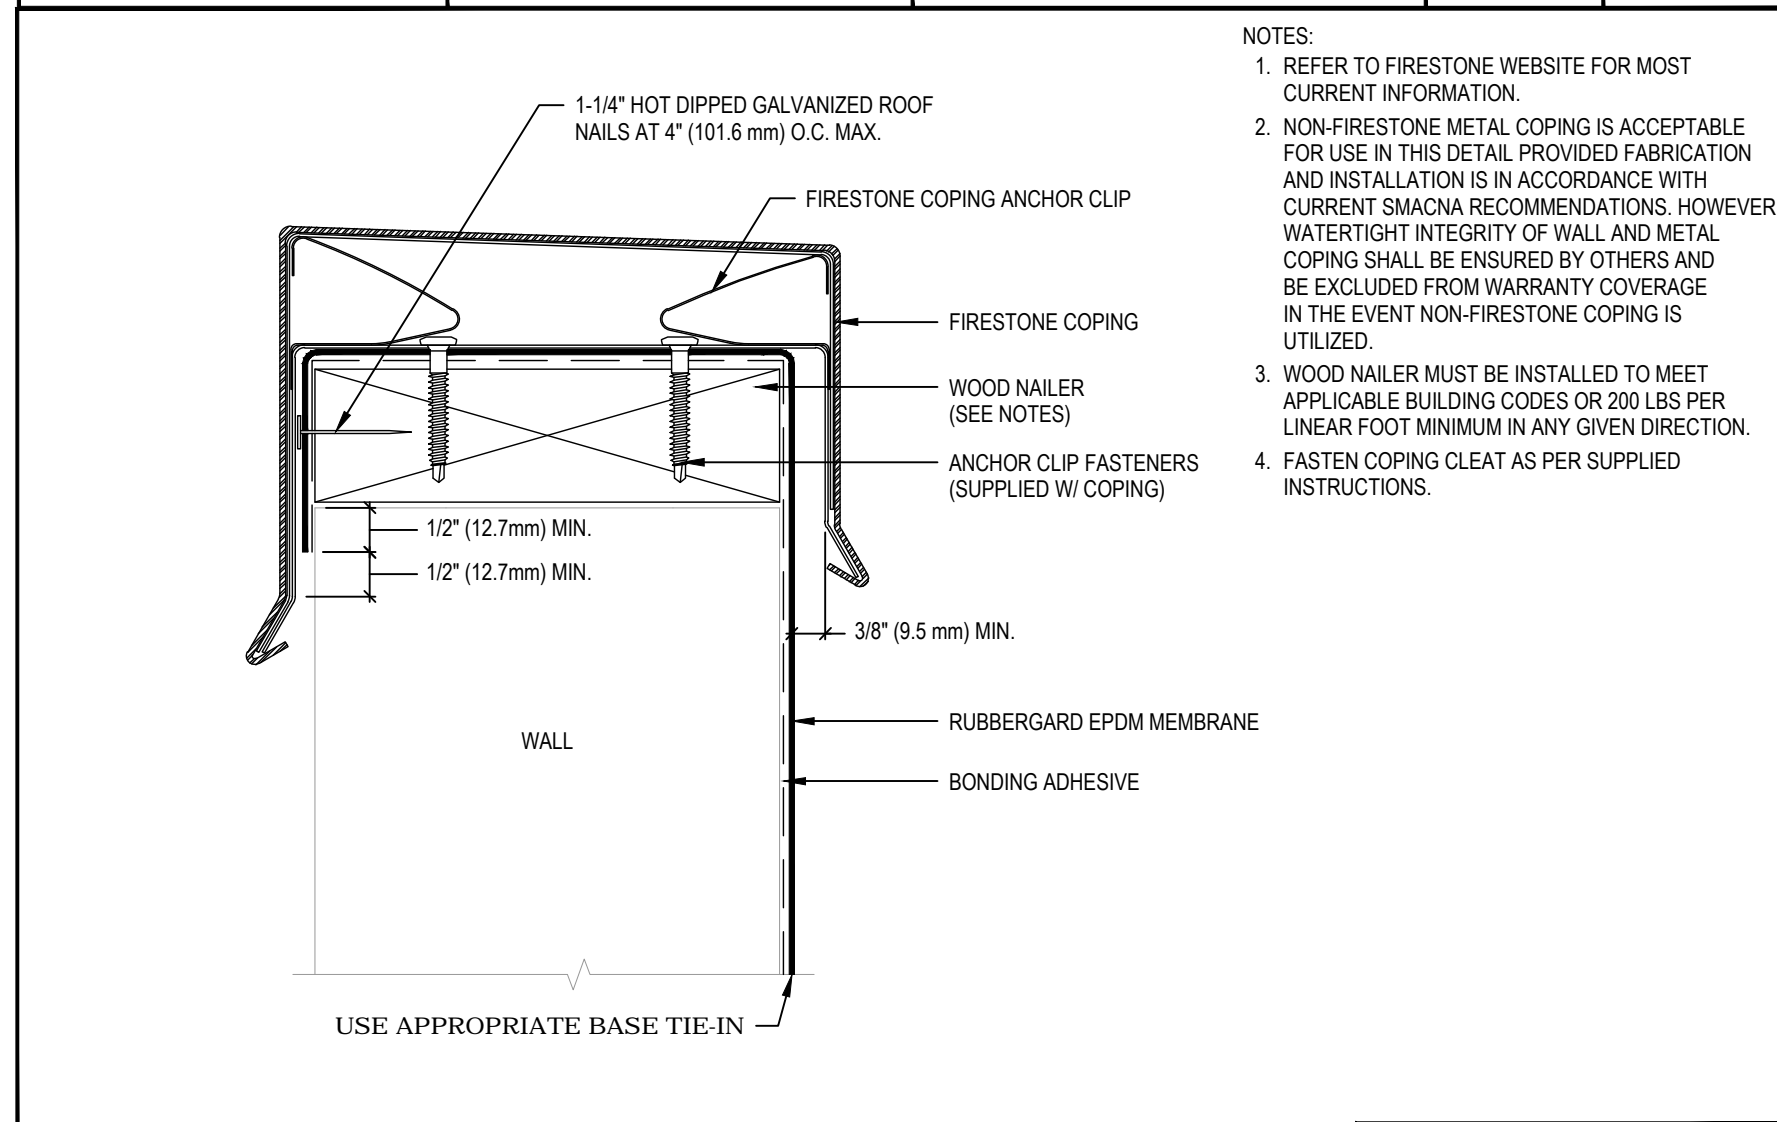 NOTES:
1. REFER TO FIRESTONE WEBSITE FOR MOST
CURRENT INFORMATION.
2. NON-FIRESTONE METAL COPING IS ACCEPTABLE
FOR USE IN THIS DETAIL PROVIDED FABRICATION
AND INSTALLATION IS IN ACCORDANCE WITH
CURRENT SMACNA RECOMMENDATIONS. HOWEVER
WATERTIGHT INTEGRITY OF WALL AND METAL
COPING SHALL BE ENSURED BY OTHERS AND
BE EXCLUDED FROM WARRANTY COVERAGE
IN THE EVENT NON-FIRESTONE COPING IS
UTILIZED.
3. WOOD NAILER MUST BE INSTALLED TO MEET
APPLICABLE BUILDING CODES OR 200 LBS PER
LINEAR FOOT MINIMUM IN ANY GIVEN DIRECTION.
4. FASTEN COPING CLEAT AS PER SUPPLIED
INSTRUCTIONS.
1-1/4" HOT DIPPED GALVANIZED ROOF
NAILS AT 4" (101.6 mm) O.C. MAX.
FIRESTONE COPING ANCHOR CLIP
FIRESTONE COPING
WOOD NAILER
(SEE NOTES)
ANCHOR CLIP FASTENERS
(SUPPLIED W/ COPING)
1/2" (12.7mm) MIN.
1/2" (12.7mm) MIN.
3/8" (9.5 mm) MIN.
RUBBERGARD EPDM MEMBRANE
WALL
BONDING ADHESIVE
USE APPROPRIATE BASE TIE-IN